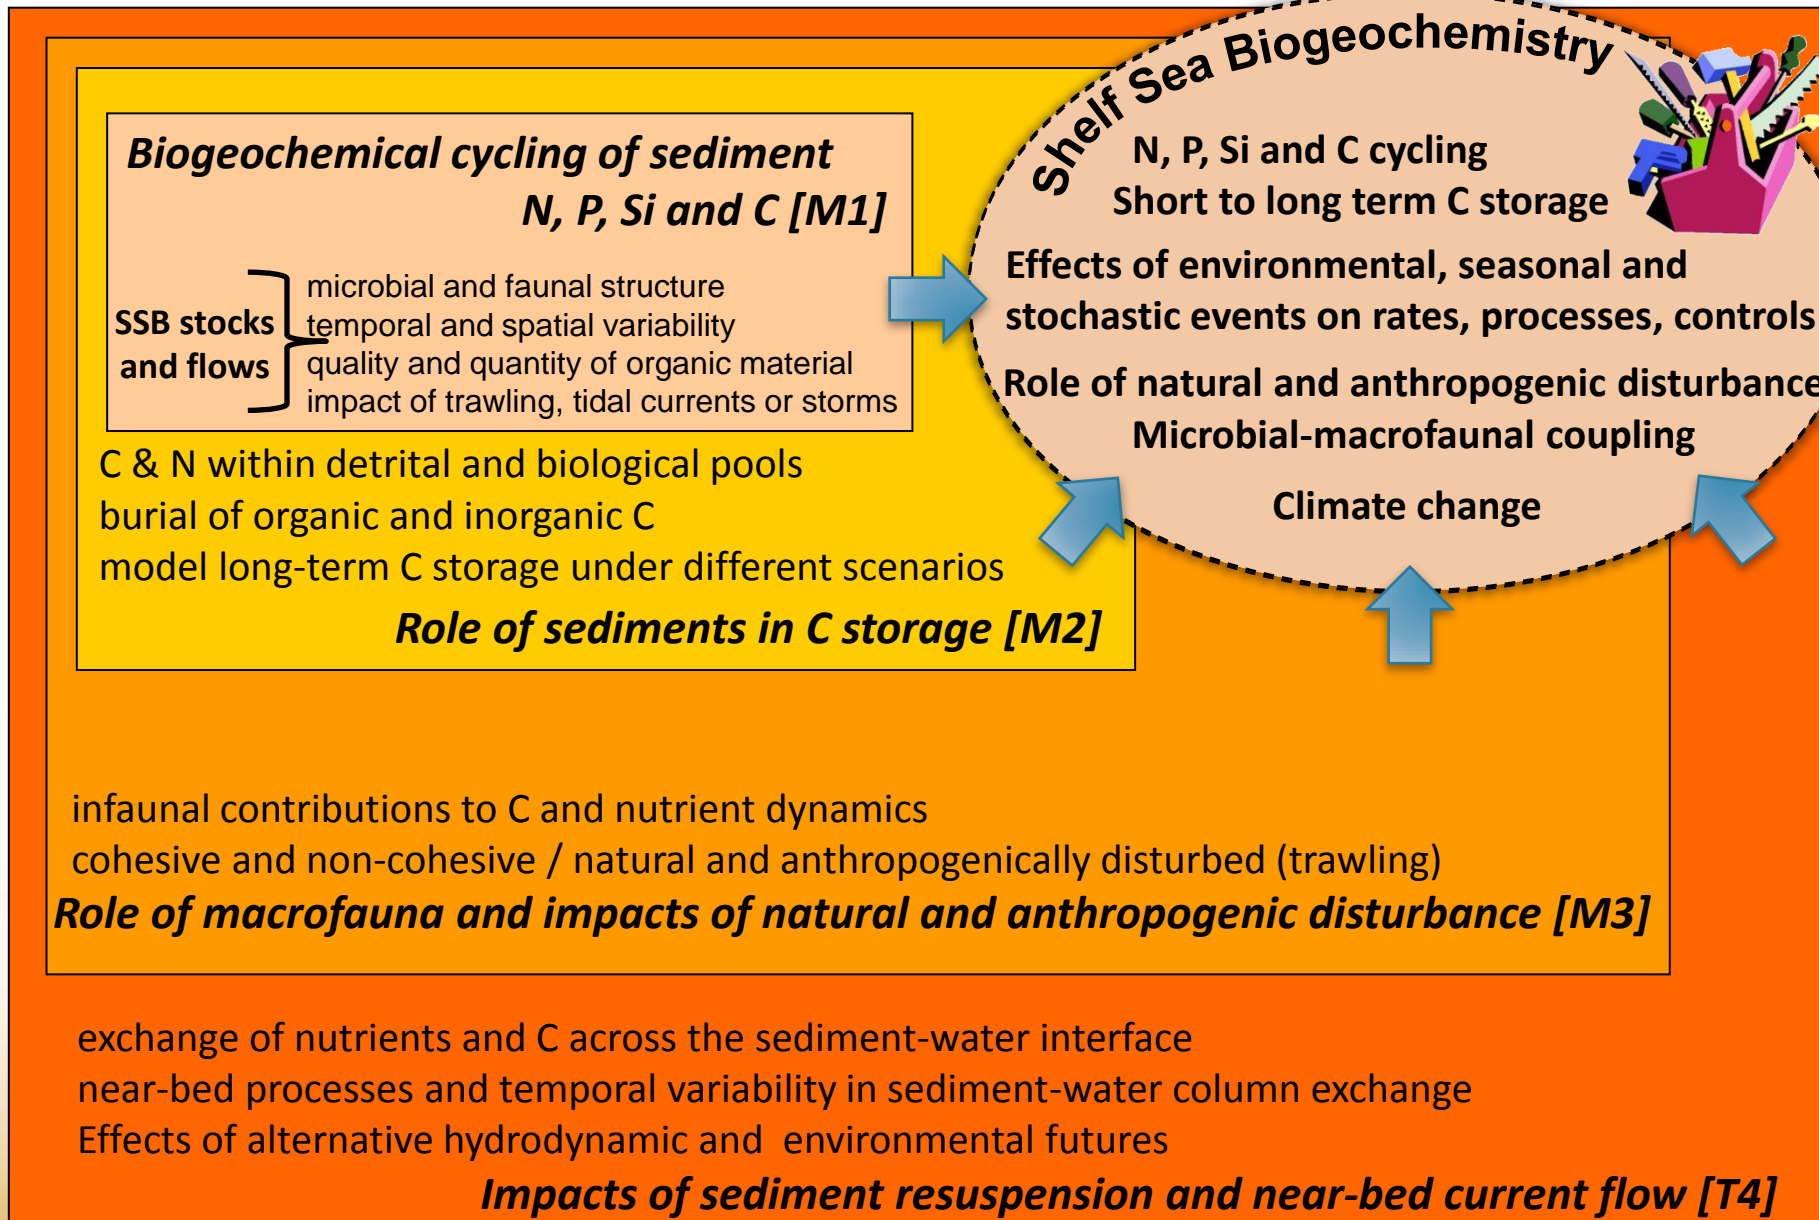 Shelf Sea Biogeochemistry
Biogeochemical cycling of sediment
N, P, Si and C [M1]
SSB stocks
and flows
microbial and faunal structure
temporal and spatial variability
quality and quantity of organic material
impact of trawling, tidal currents or storms
N, P, Si and C cycling
Short to long term C storage
Effects of environmental, seasonal and
stochastic events on rates, processes, controls
Role of natural and anthropogenic disturbance
Microbial-macrofaunal coupling
Climate change
C & N within detrital and biological pools
burial of organic and inorganic C
model long-term C storage under different scenarios
Role of sediments in C storage [M2]
infaunal contributions to C and nutrient dynamics
cohesive and non-cohesive / natural and anthropogenically disturbed (trawling)
Role of macrofauna and impacts of natural and anthropogenic disturbance [M3]
exchange of nutrients and C across the sediment-water interface
near-bed processes and temporal variability in sediment-water column exchange
Effects of alternative hydrodynamic and environmental futures
Impacts of sediment resuspension and near-bed current flow [T4]